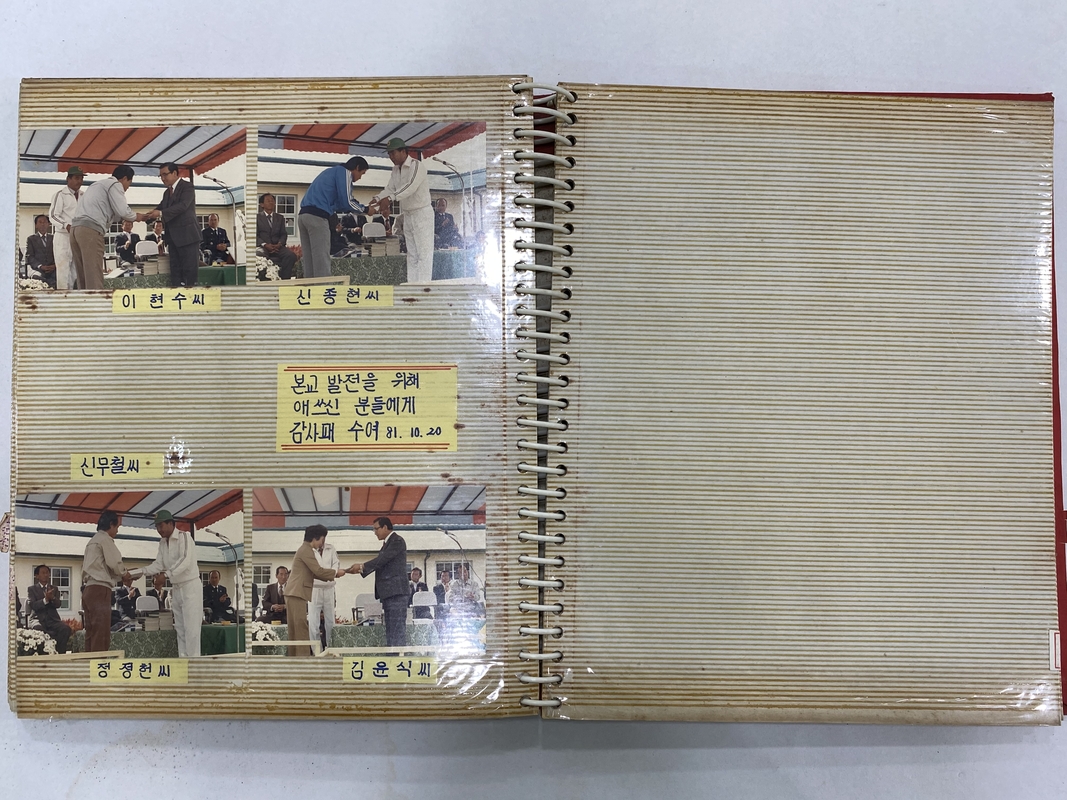 이현수씨
신종현씨
본교 발전을 위해
애쓰신 분들에게
감사패 수여 81. 10. 20
신무철씨
정경헌씨
김윤식씨